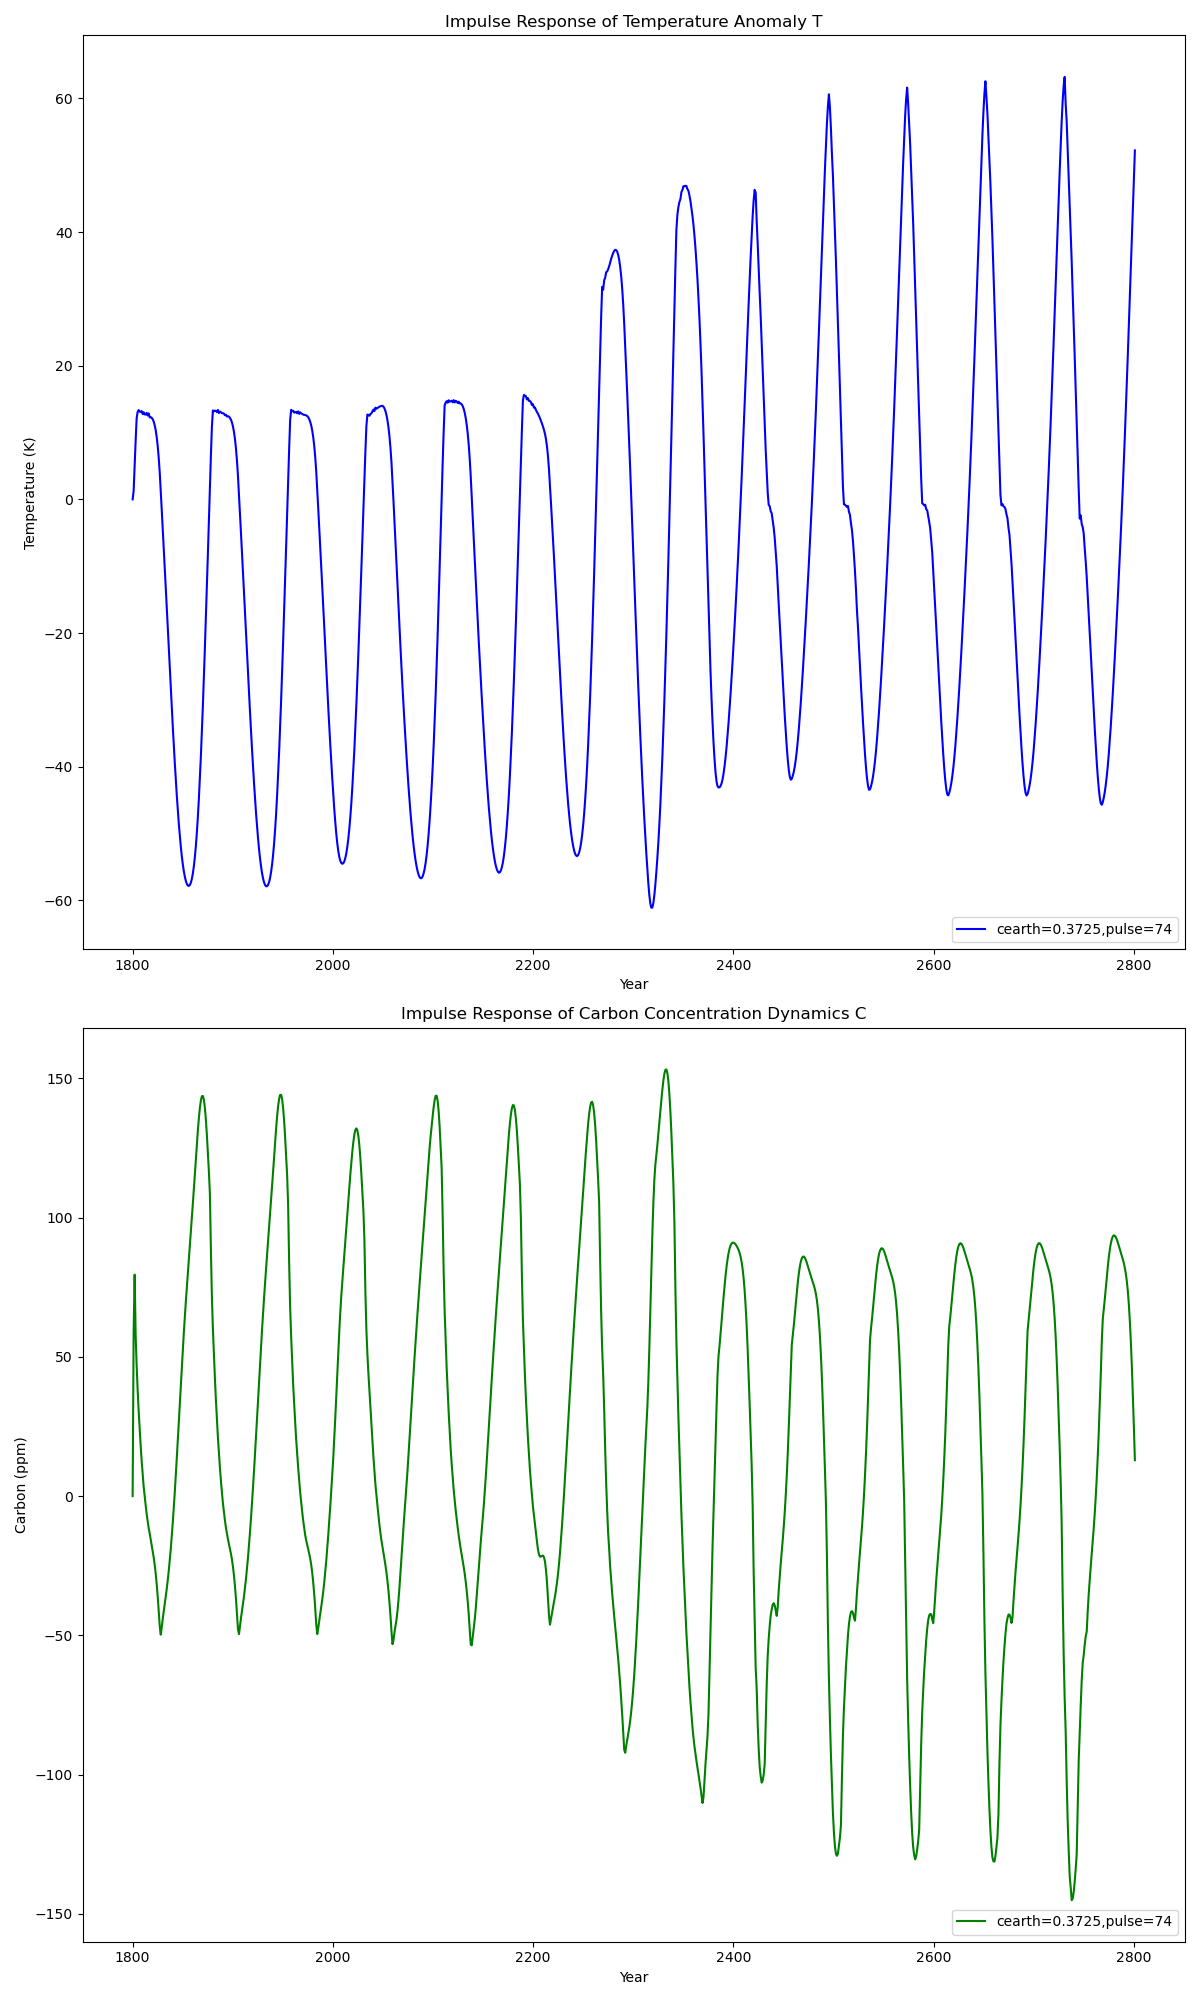 Impulse Response of Temperature Anomaly T
60
40
20
0
−20
−40
−60
Temperature (K)
cearth=0.3725,pulse=74
1800 2000 2200 2400 2600 2800
Year
Impulse Response of Carbon Concentration Dynamics C
150
100
50
0
−50
−100
−150
Carbon (ppm)
cearth=0.3725,pulse=74
1800 2000 2200 2400 2600 2800
Year